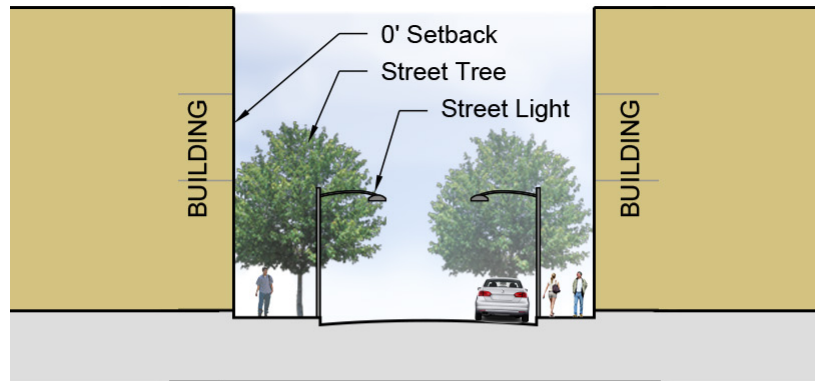 0' Setback
Street Tree
Street Light
BUILDING
BUILDING